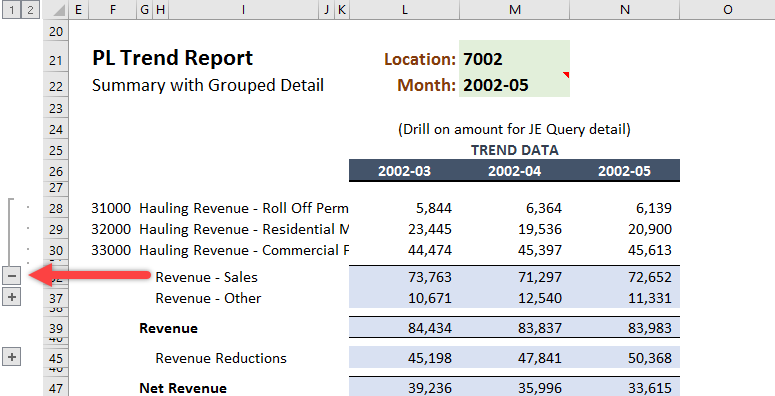 1 2 E F G H I J K L M N O
20
21 PL Trend Report Location: 7002
22 Summary with Grouped Detail Month: 2002-05
23
24 (Drill on amount for JE Query detail)
25 TREND DATA
26 2002-03 2002-04 2002-05
27
28 31000 Hauling Revenue - Roll Off Perm 5,844 6,364 6,139
29 32000 Hauling Revenue - Residential M 23,445 19,536 20,900
30 33000 Hauling Revenue - Commercial F 44,474 45,397 45,613
Revenue - Sales 73,763 71,297 72,652
37 Revenue - Other 10,671 12,540 11,331
39 Revenue 84,434 83,837 83,983
45 Revenue Reductions 45,198 47,841 50,368
47 Net Revenue 39,236 35,996 33,615